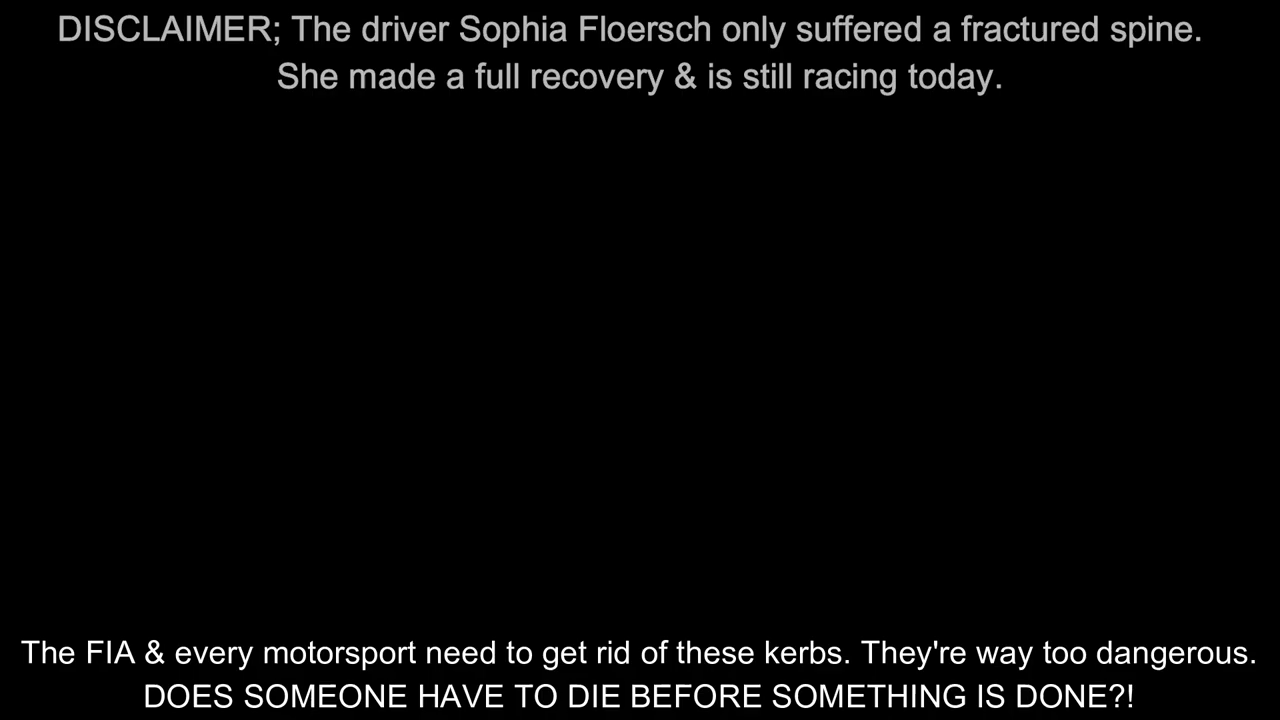 DISCLAIMER; The driver Sophia Floersch only suffered a fractured spine.
She made a full recovery & is still racing today.
The FIA & every motorsport need to get rid of these kerbs. They're way too dangerous.
DOES SOMEONE HAVE TO DIE BEFORE SOMETHING IS DONE?!